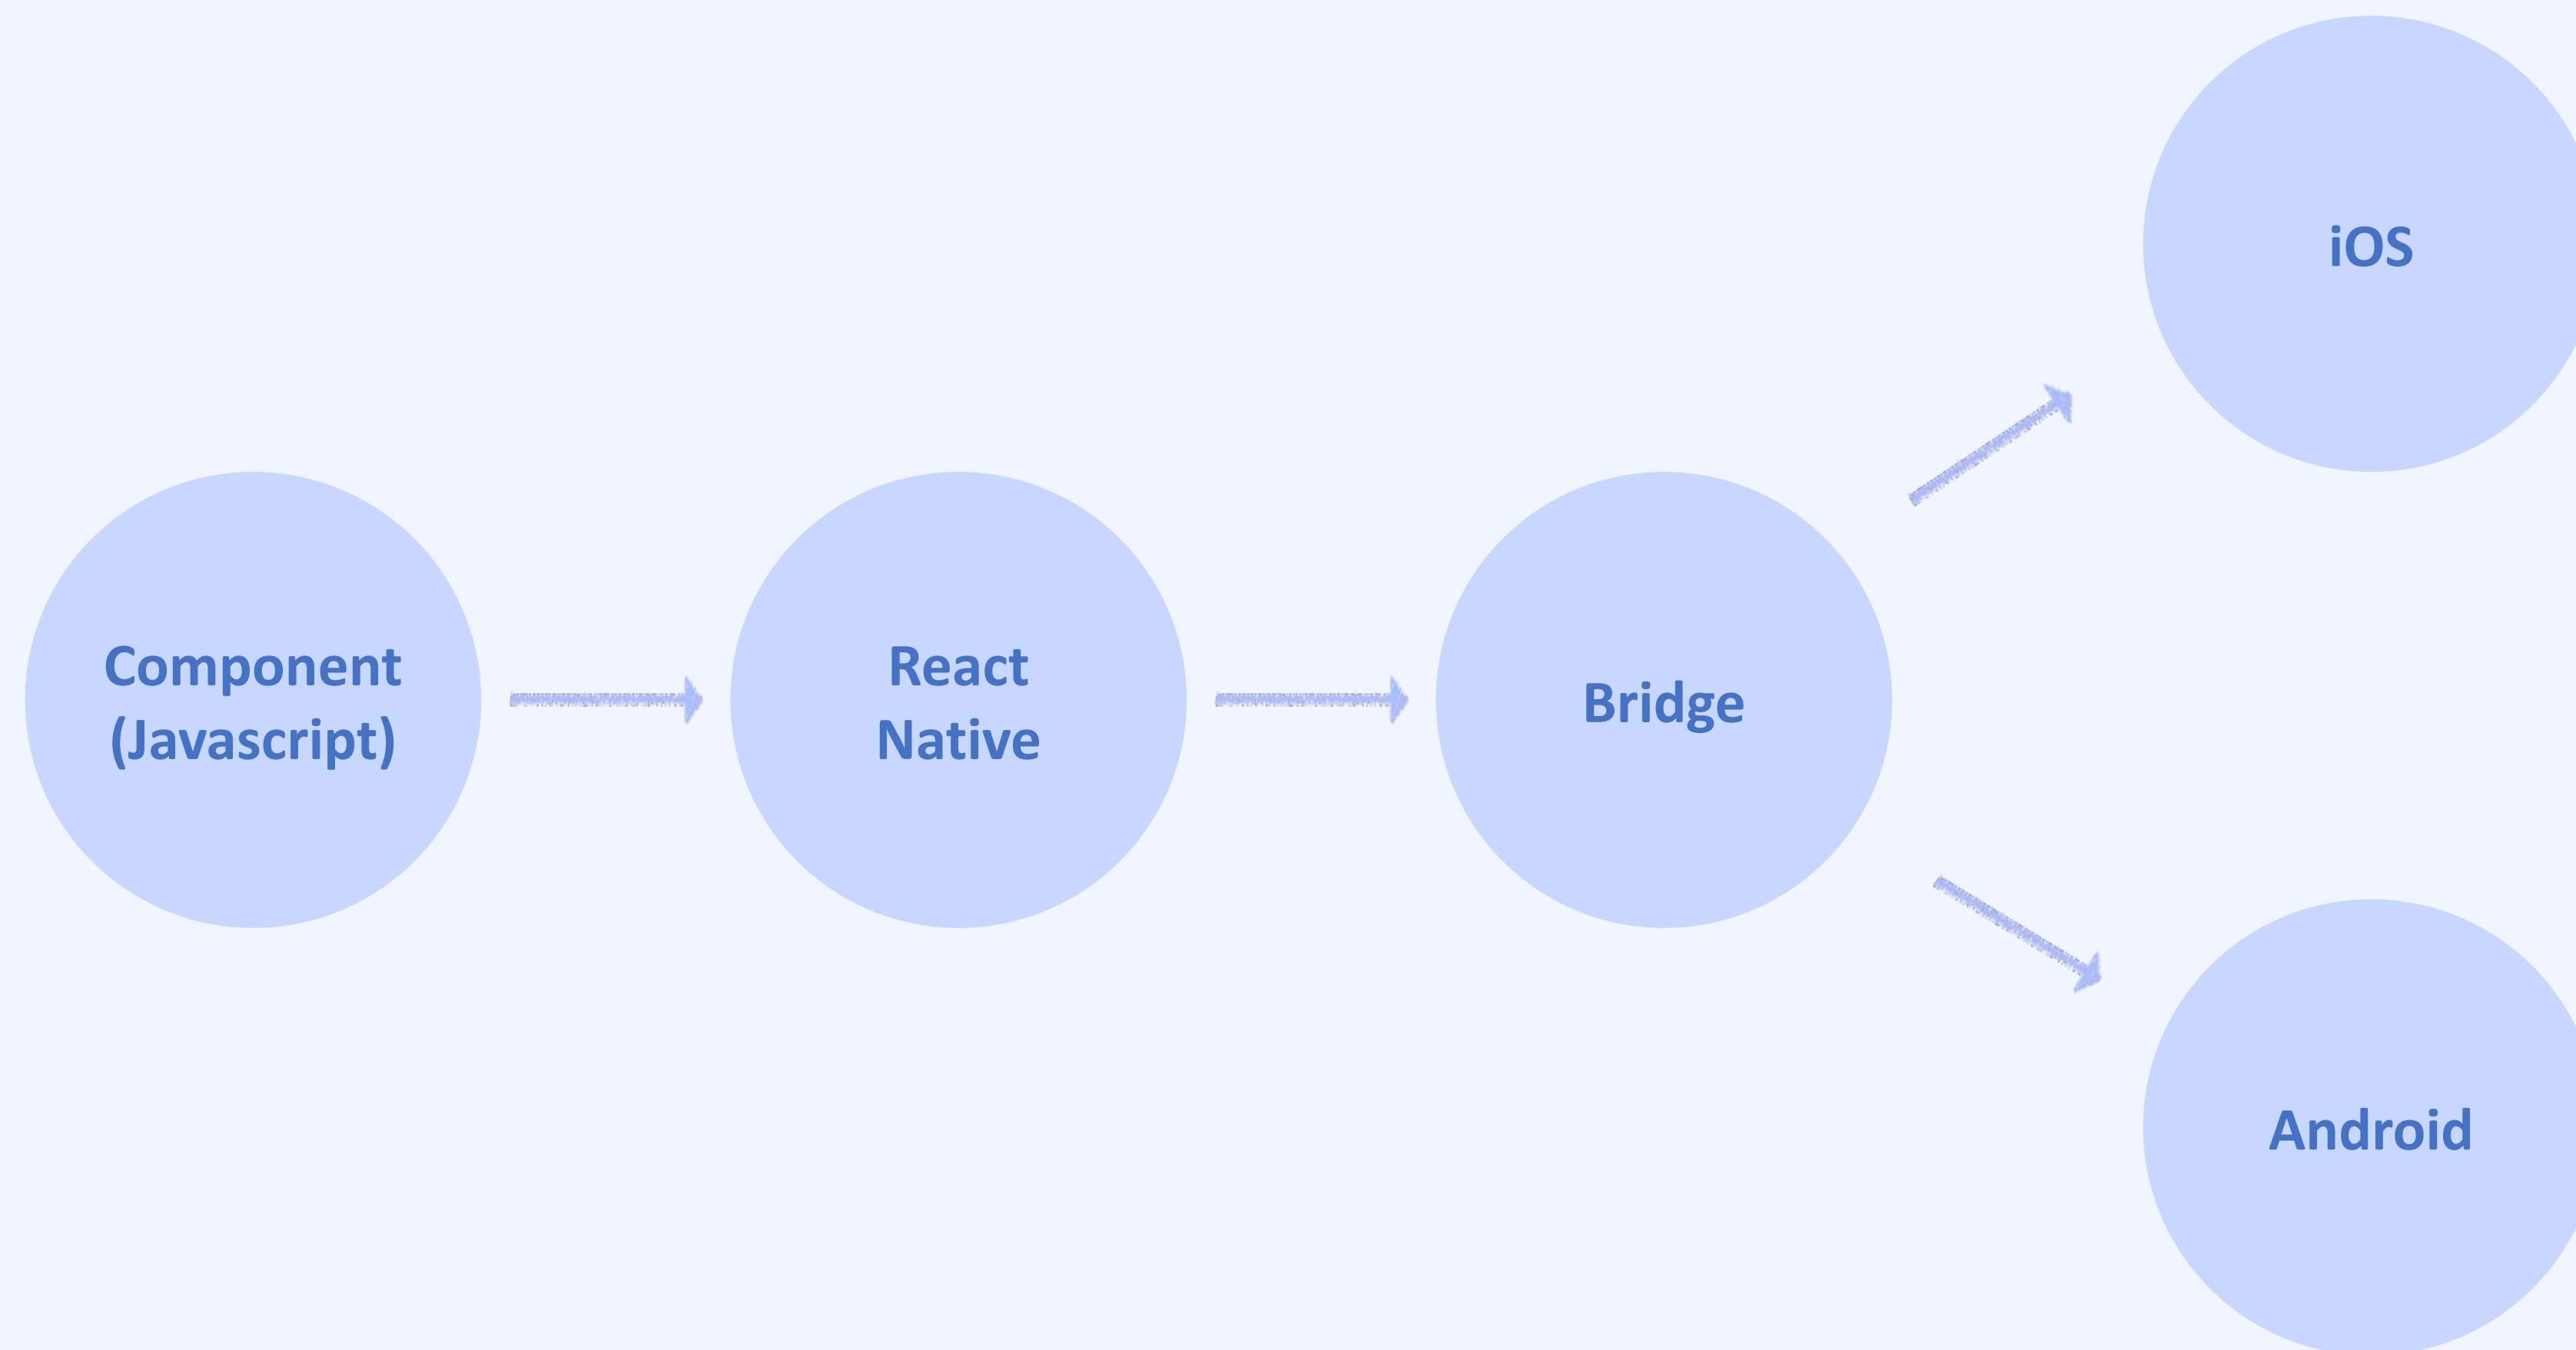 Component
(Javascript)
React
Native
Bridge
iOS
Android